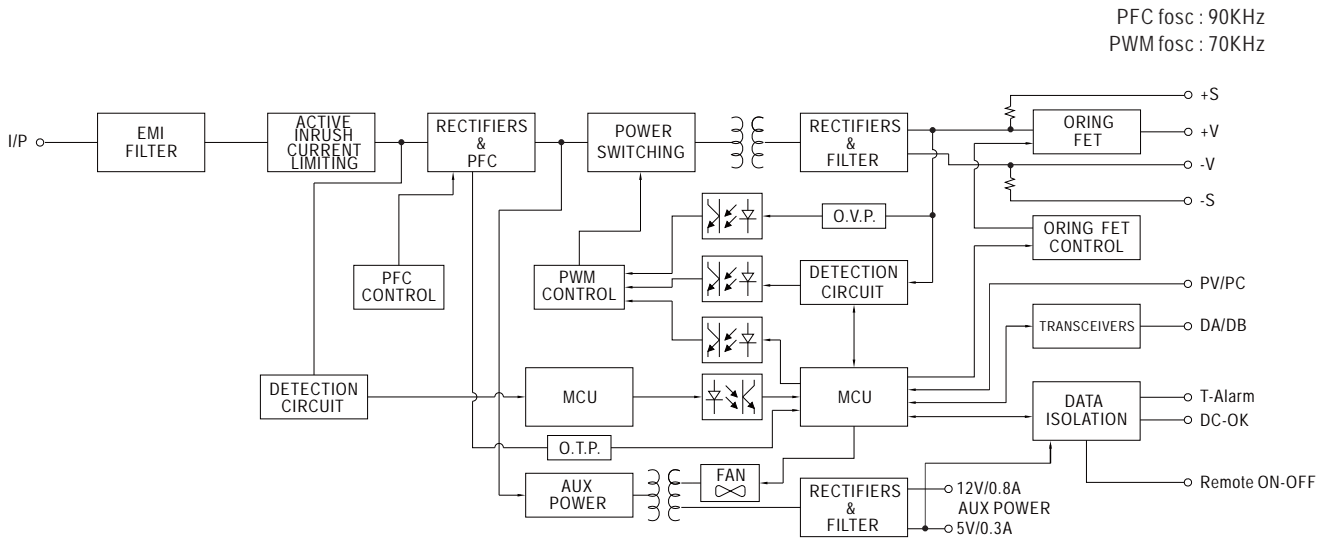 PFC fosc : 90KHz
PWM fosc : 70KHz
I/P
EMI
FILTER
ACTIVE
INRUSH
CURRENT
LIMITING
RECTIFIERS
&
PFC
POWER
SWITCHING
RECTIFIERS
&
FILTER
ORING
FET
+S
+V
-V
-S
O.V.P.
ORING FET
CONTROL
PFC
CONTROL
PWM
CONTROL
DETECTION
CIRCUIT
PV/PC
TRANSCEIVERS
DA/DB
DETECTION
CIRCUIT
MCU
MCU
DATA
ISOLATION
T-Alarm
DC-OK
O.T.P.
AUX
POWER
FAN
RECTIFIERS
&
FILTER
12V/0.8A
AUX POWER
5V/0.3A
Remote ON-OFF